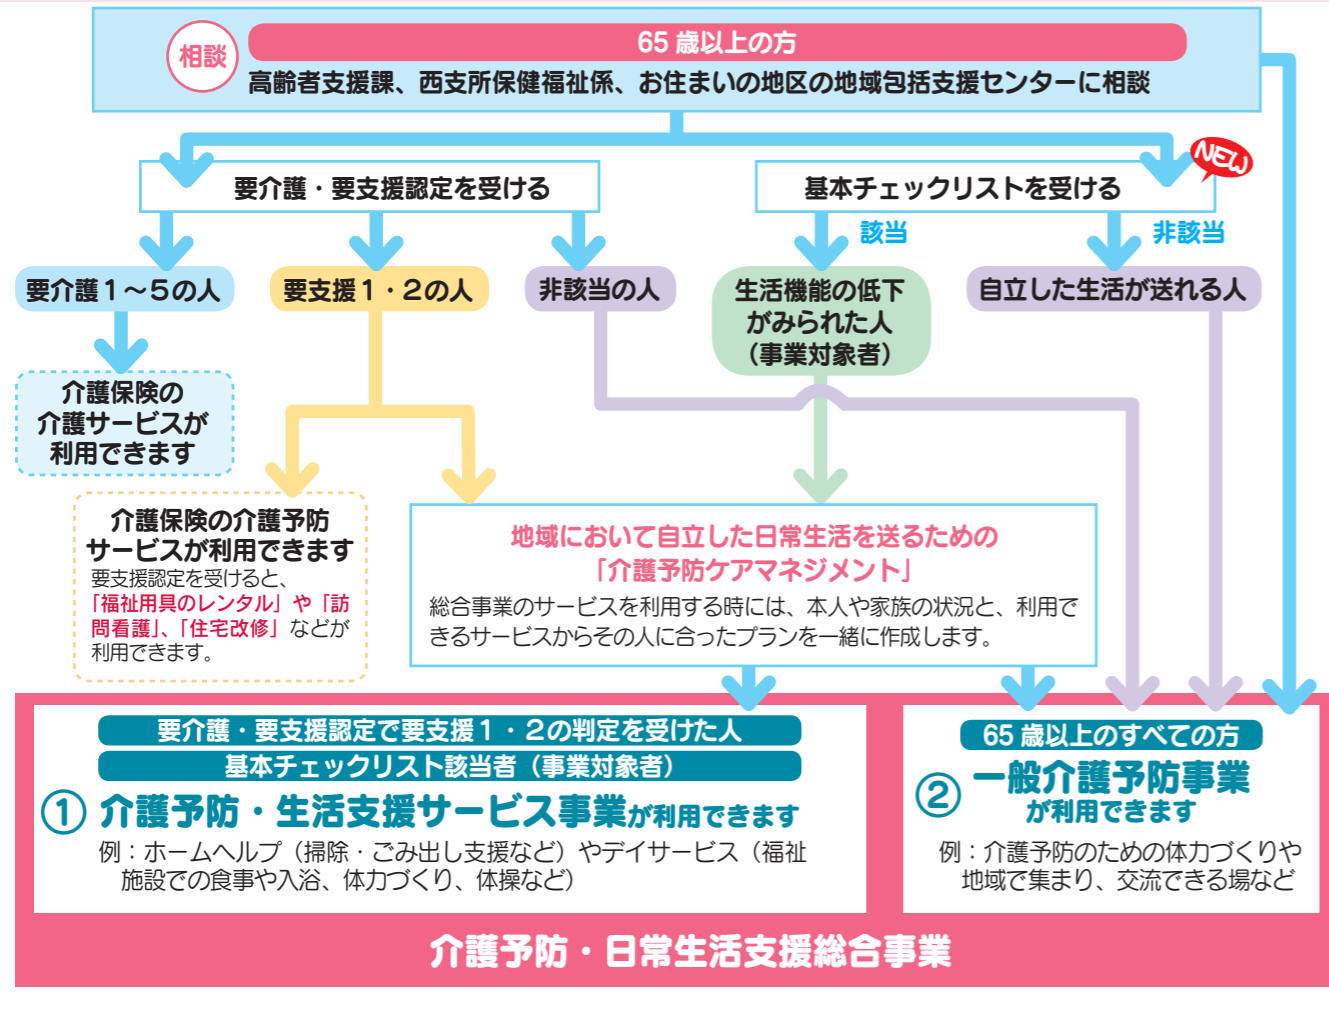 相談
65 歳以上の方
高齢者支援課、西支所保健福祉係、お住まいの地区の地域包括支援センターに相談
要介護・要支援認定を受ける
基本チェックリストを受ける
NEW
該当
非該当
要介護１～５の人
要支援１・２の人
非該当の人
生活機能の低下
がみられた人
（事業対象者）
自立した生活が送れる人
介護保険の
介護サービスが
利用できます
介護保険の介護予防
サービスが利用できます
要支援認定を受けると、
「福祉用具のレンタル」や「訪
問看護」、「住宅改修」などが
利用できます。
地域において自立した日常生活を送るための
「介護予防ケアマネジメント」
総合事業のサービスを利用する時には、本人や家族の状況と、利用で
きるサービスからその人に合ったプランを一緒に作成します。
要介護・要支援認定で要支援１・２の判定を受けた人
基本チェックリスト該当者（事業対象者）
① 介護予防・生活支援サービス事業が利用できます
例：ホームヘルプ（掃除・ごみ出し支援など）やデイサービス（福祉
施設での食事や入浴、体力づくり、体操など）
65 歳以上のすべての方
② 一般介護予防事業
が利用できます
例：介護予防のための体力づくりや
地域で集まり、交流できる場など
介護予防・日常生活支援総合事業